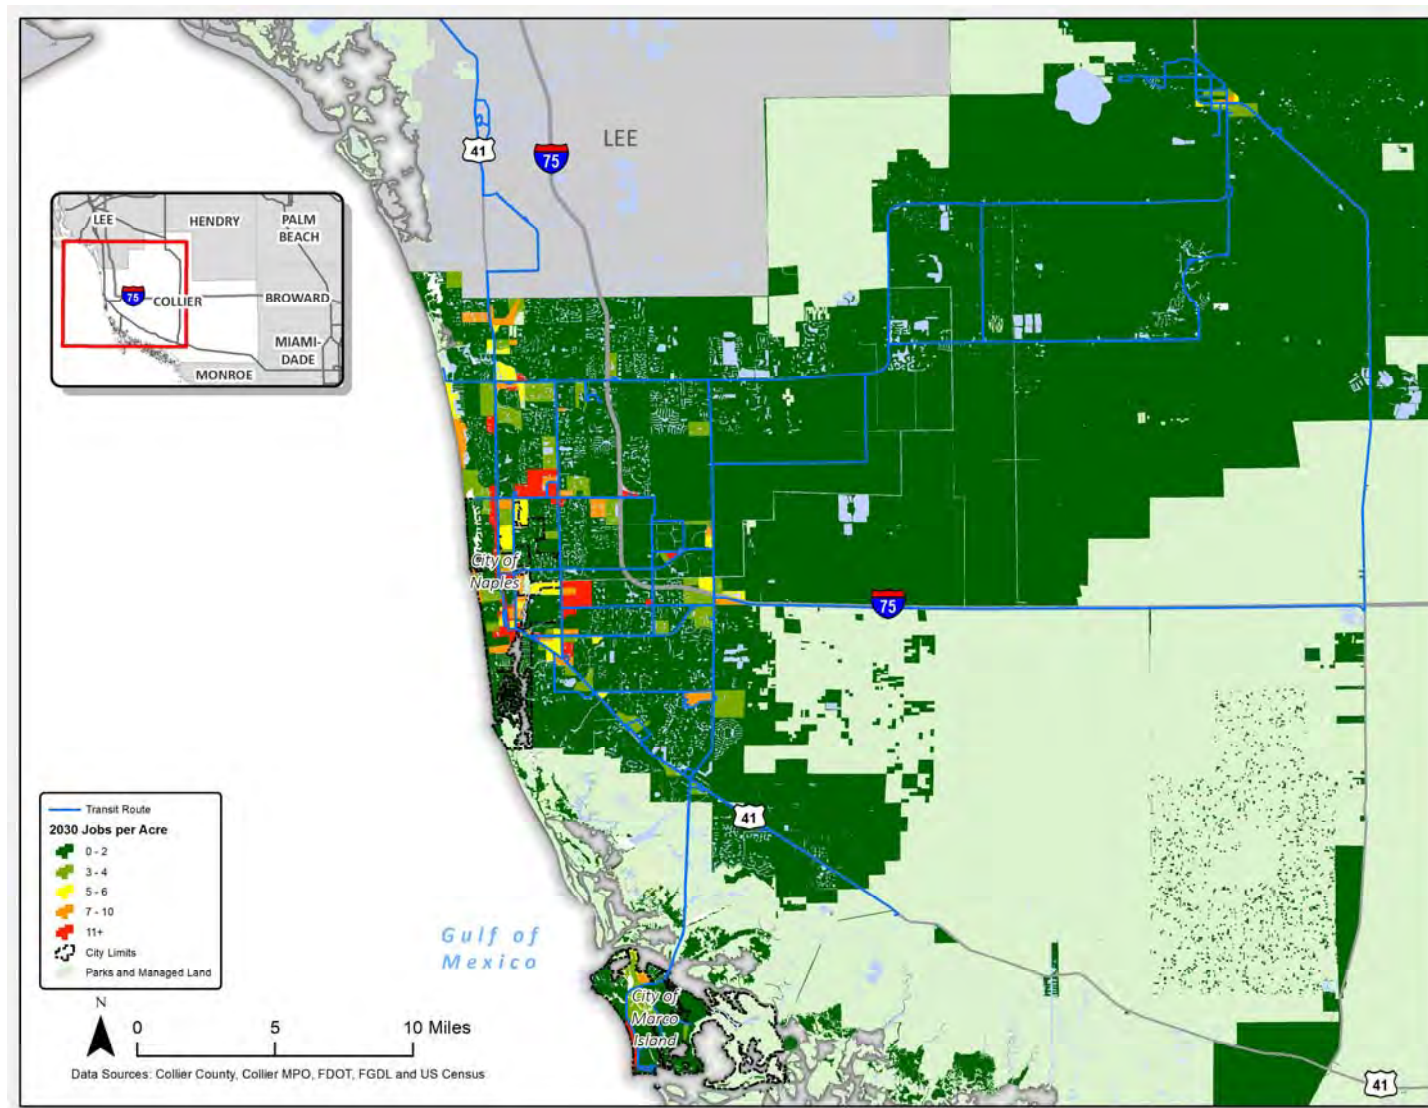 41
75
LEE
LEE
HENDRY
PALM
BEACH
75
COLLIER
BROWARD
MIAMI-
DADE
MONROE
City of
Naples
75
41
Transit Route
2030 Jobs per Acre
0 - 2
3 - 4
5 - 6
7 - 10
11+
City Limits
Parks and Managed Land
Gulf of
Mexico
City of
Marco
Island
N
0
5
10 Miles
Data Sources: Collier County, Collier MPO, FDOT, FGDL and US Census
41